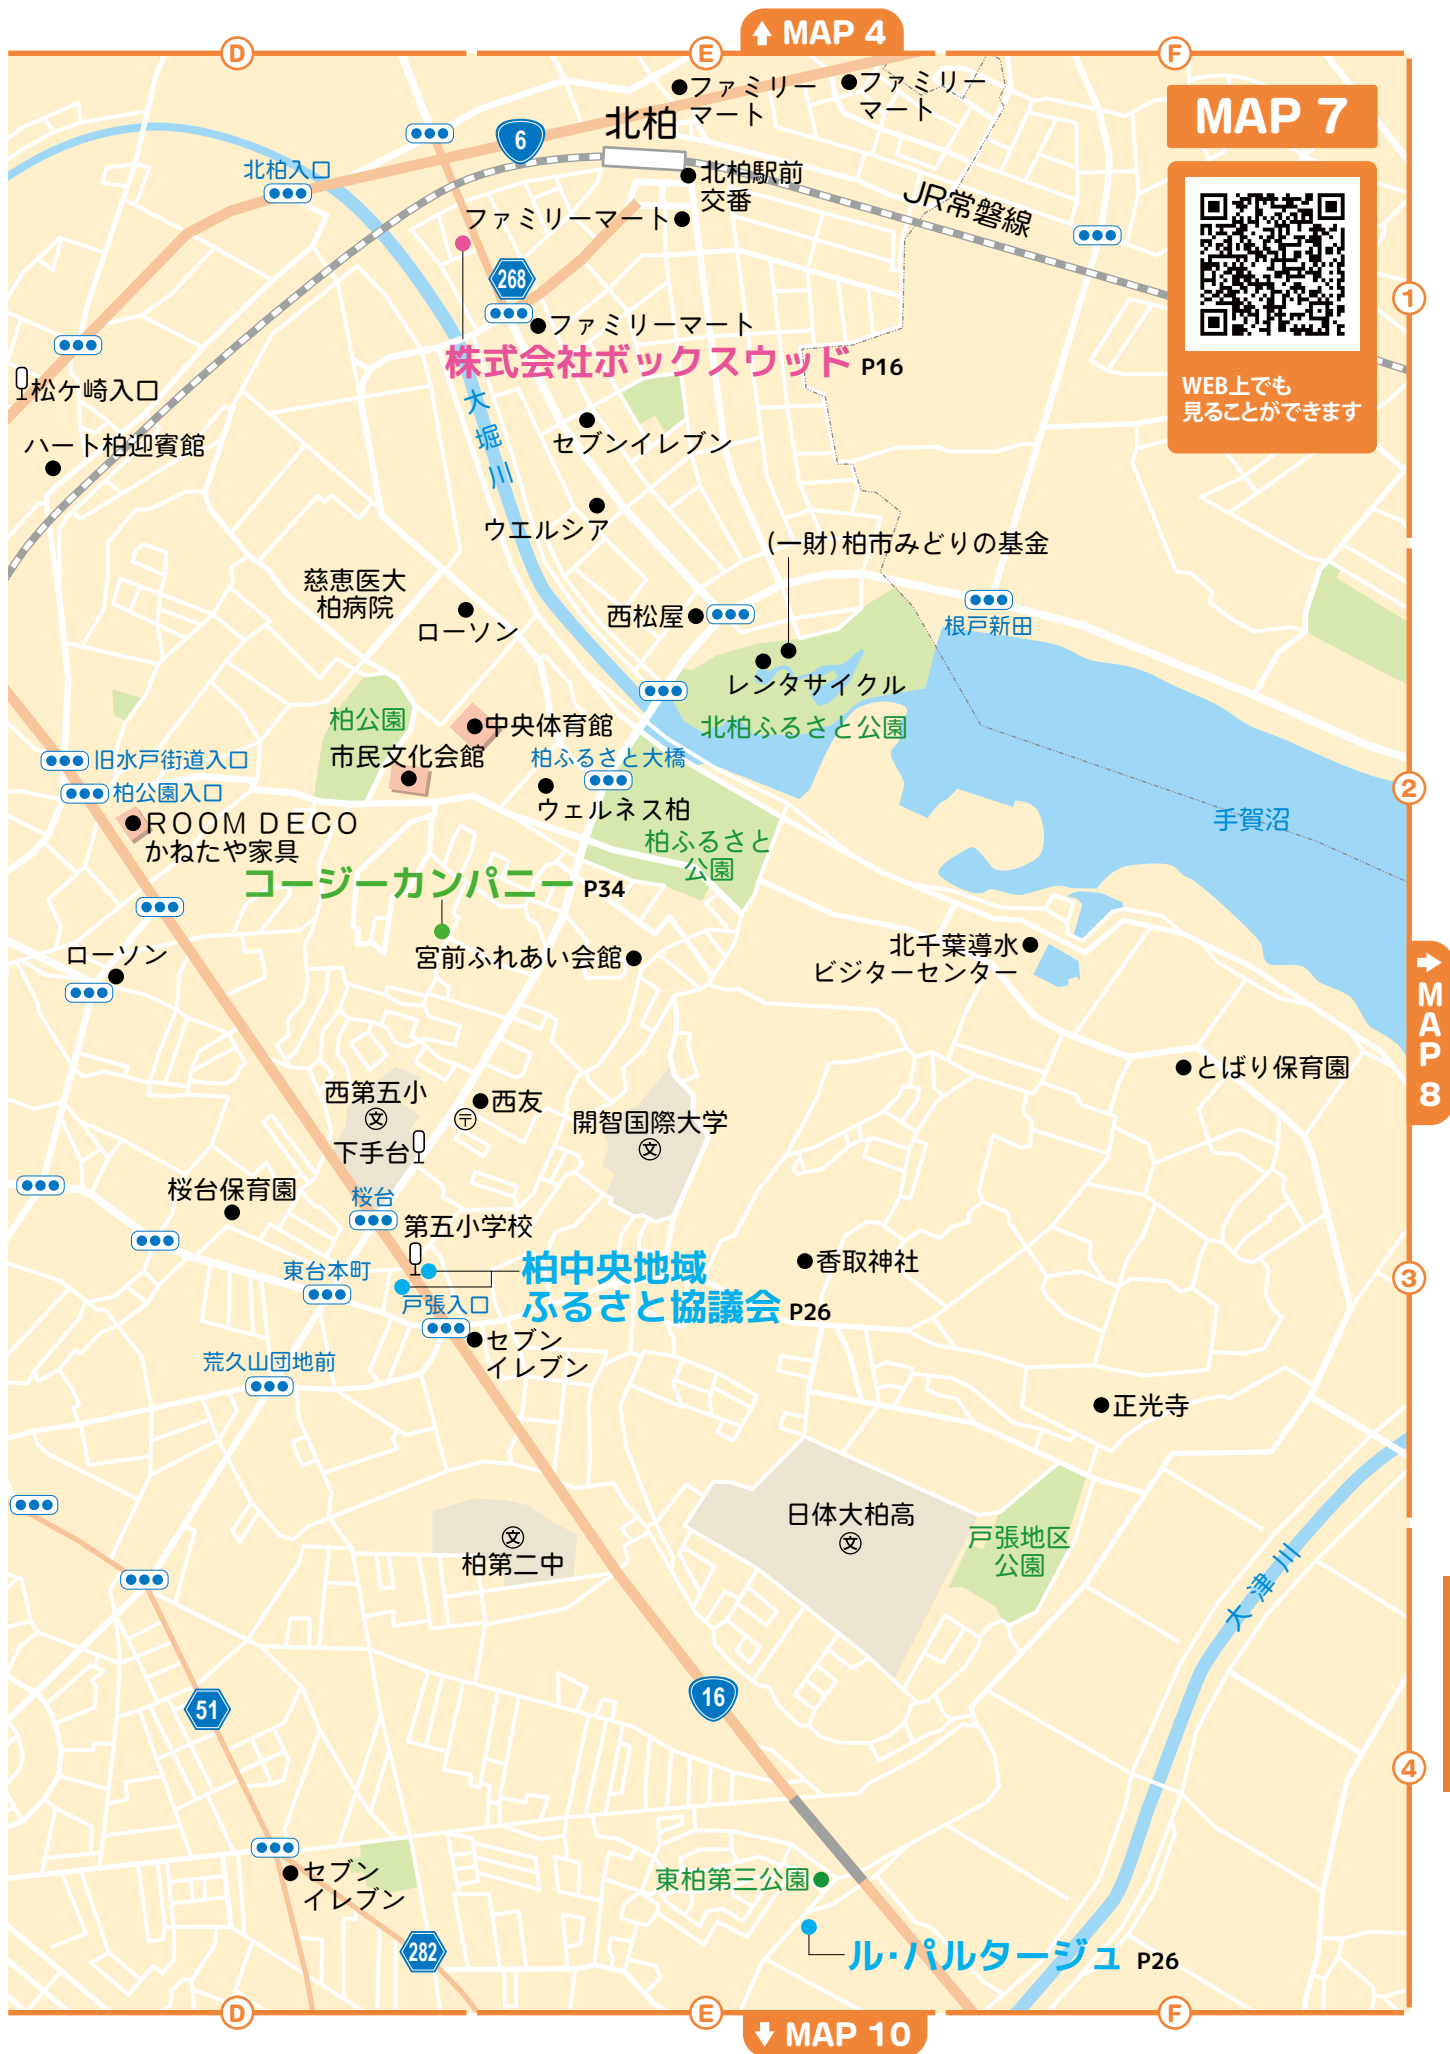 MAP 4
D
E
F
MAP 7
WEB上でも
見ることができます
ファミリー
マート
ファミリー
マート
北柏
6
北柏入口
北柏駅前
交番
JR常磐線
ファミリーマート
268
1
ファミリーマート
株式会社ボックスウッド P16
松ケ崎入口
大堀川
ハート柏迎賓館
セブンイレブン
ウエルシア
(一財)柏市みどりの基金
慈恵医大
柏病院
ローソン
西松屋
根戸新田
レンタサイクル
北柏ふるさと公園
柏公園
中央体育館
市民文化会館
柏ふるさと大橋
旧水戸街道入口
柏公園入口
ウェルネス柏
2
手賀沼
ROOM DECO
かねたや家具
柏ふるさと
公園
コージーカンパニー P34
宮前ふれあい会館
ローソン
北千葉導水
ビジターセンター
MAP 8
とばり保育園
西第五小
文
〒
西友
開智国際大学
文
下手台
桜台保育園
桜台
第五小学校
東台本町
柏中央地域
ふるさと協議会 P26
香取神社
3
戸張入口
セブン
イレブン
荒久山団地前
正光寺
日体大柏高
文
戸張地区
公園
文
柏第二中
大津川
51
16
4
セブン
イレブン
東柏第三公園
282
ル・パルタージュ P26
D
E
F
MAP 10